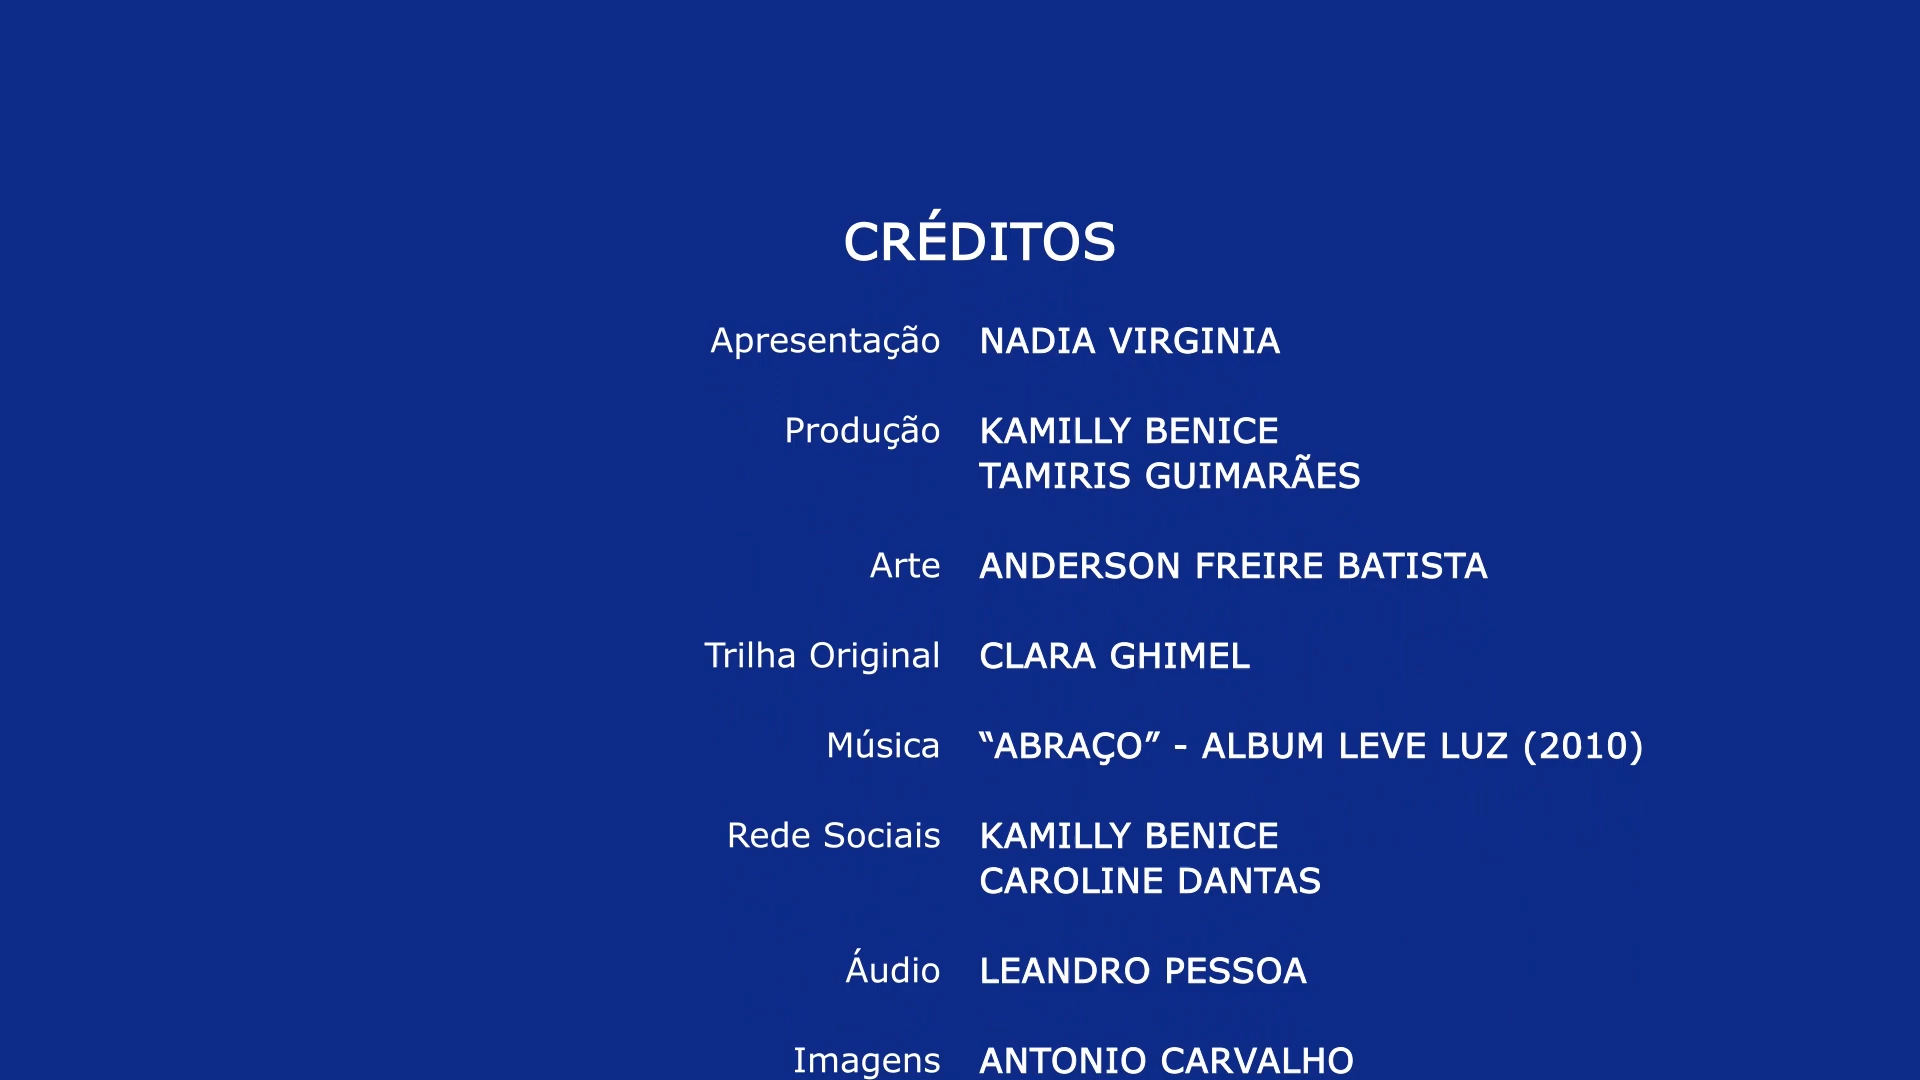 CRÉDITOS
Apresentação NADIA VIRGINIA
Produção KAMILLY BENICE
TAMIRIS GUIMARÃES
Arte ANDERSON FREIRE BATISTA
Trilha Original CLARA GHIMEL
Música “ABRAÇO” - ALBUM LEVE LUZ (2010)
Rede Sociais KAMILLY BENICE
CAROLINE DANTAS
Áudio LEANDRO PESSOA
Imagens ANTONIO CARVALHO